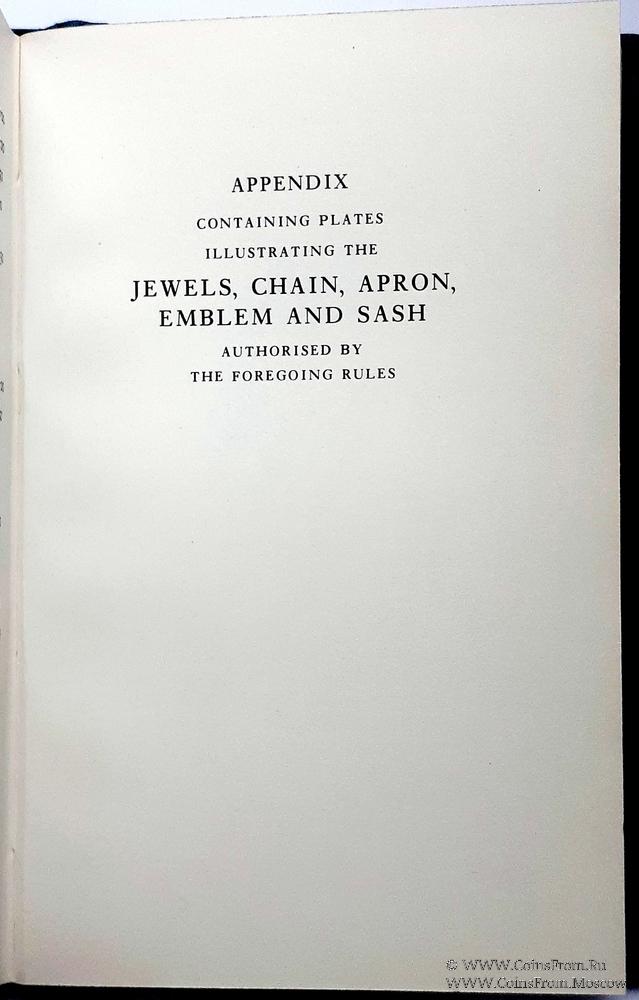 APPENDIX
CONTAINING PLATES
ILLUSTRATING THE
JEWELS, CHAIN, APRON,
EMBLEM AND SASH
AUTHORISED BY
THE FOREGOING RULES
© WWW.CoinsFrom.Ru
WWW.CoinsFrom.Moscow